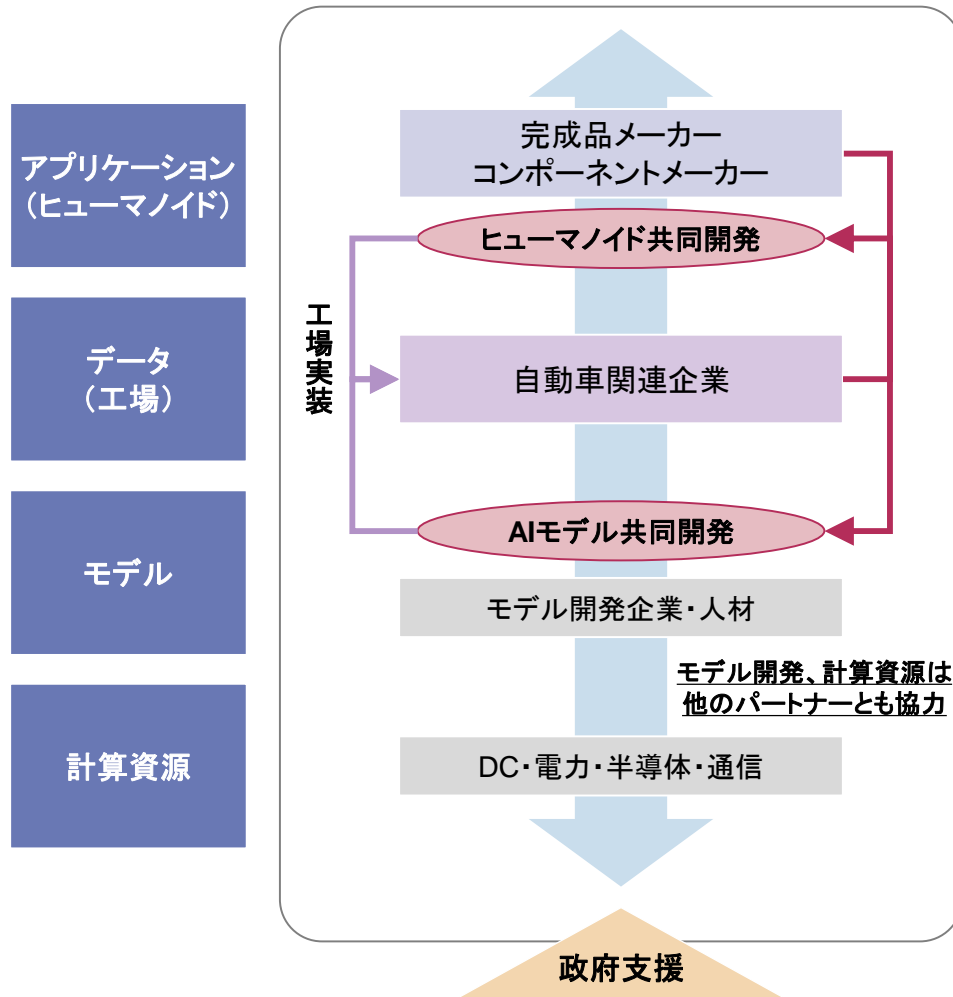 アプリケーション
（ヒューマノイド）
データ
（工場）
モデル
計算資源
完成品メーカー
コンポーネントメーカー
ヒューマノイド共同開発
工場実装
自動車関連企業
AIモデル共同開発
モデル開発企業・人材
モデル開発、計算資源は
他のパートナーとも協力
DC・電力・半導体・通信
政府支援